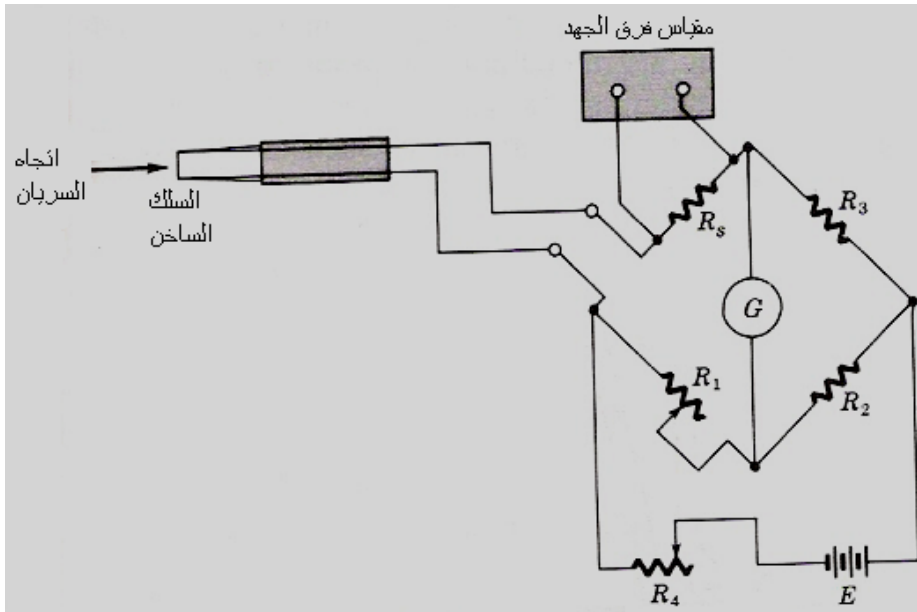 مقياس فرق الجهد
اتجاه
السريان
السلك
الساخن
Rs
R3
G
R1
R2
R4
E